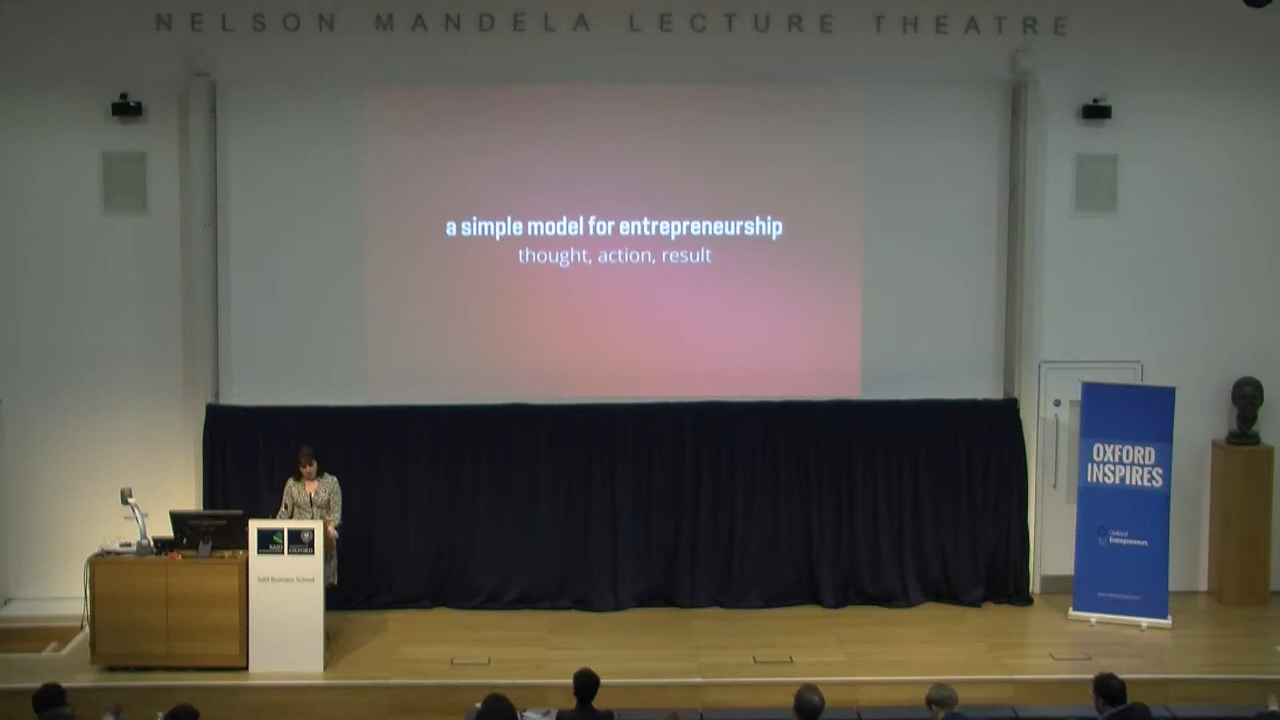 NELSON MANDELA LECTURE THEATRE
a simple model for entrepreneurship
thought, action, result
OXFORD
INSPIRES
Oxford
Entrepreneurs
SAID
OXFORD
Saïd Business School